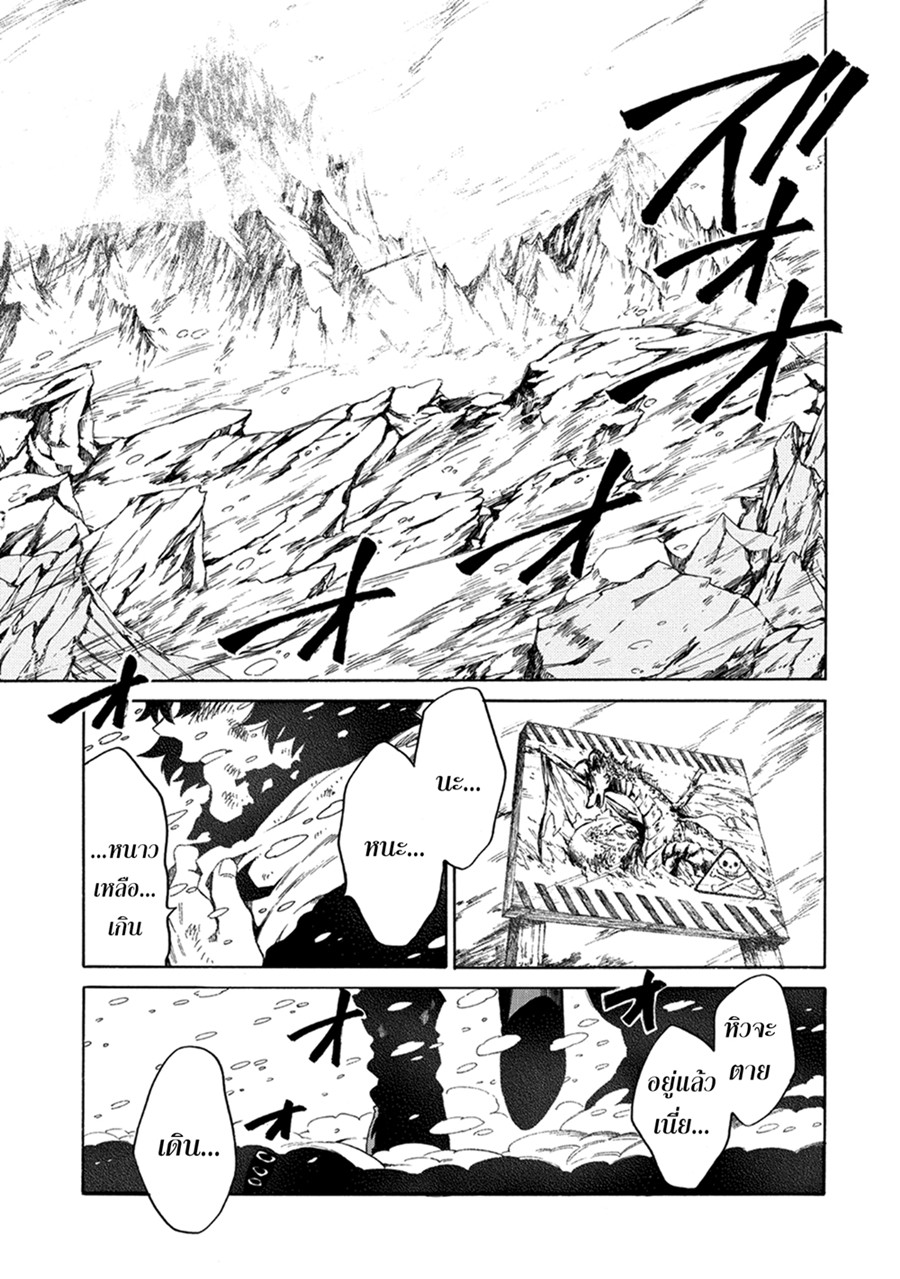 ズオオオオオ
นะ...
หนะ...
...หนาว
เหลือ...
เกิน
หิวจะ
ตาย
อยู่แล้ว
เนี่ย...
オオオ
เดิน...